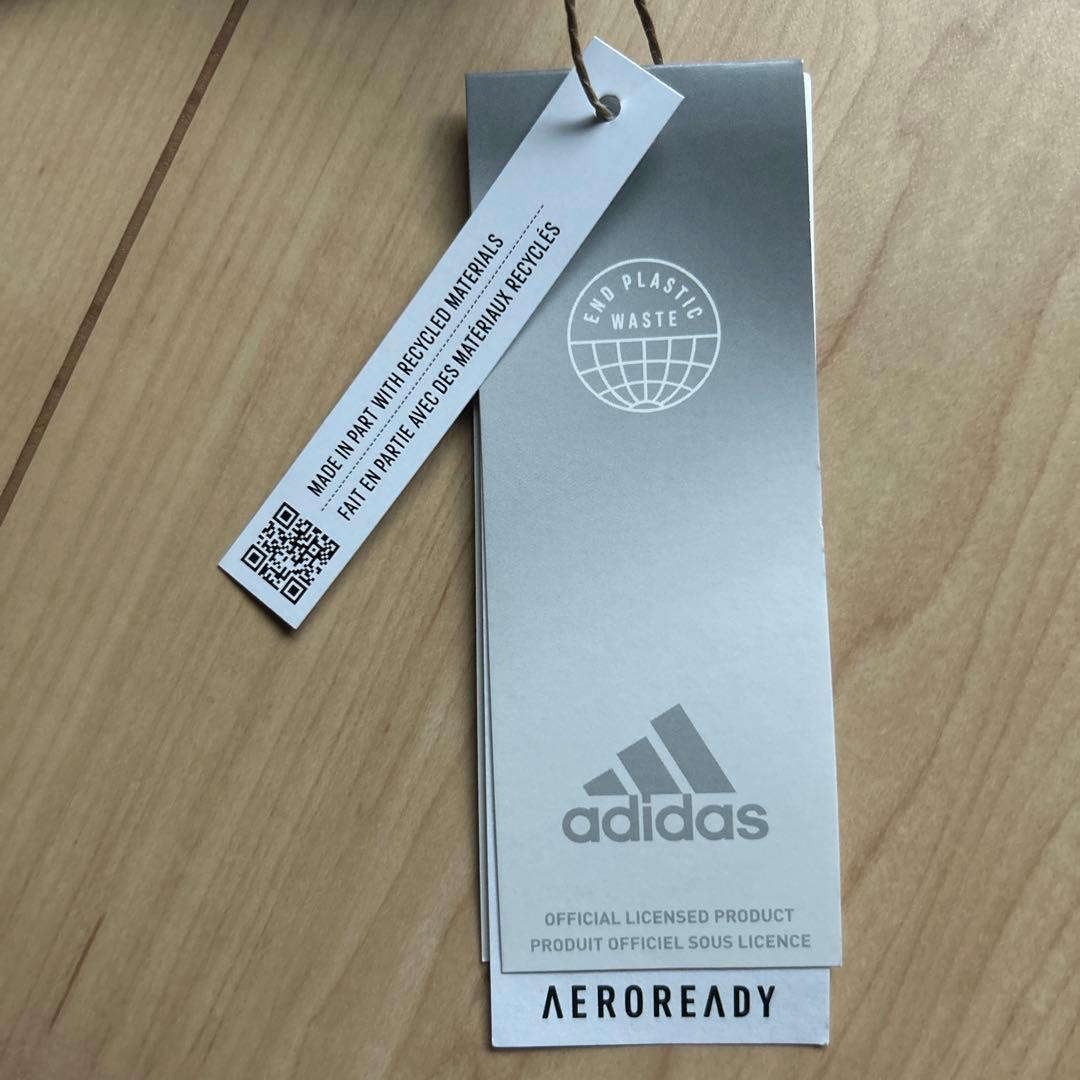 MADE IN PART WITH RECYCLED MATERIALS
FAIT EN PARTIE AVEC DES MATÉRIAUX RECYCLÉS
END PLASTIC
WASTE
adidas
OFFICIAL LICENSED PRODUCT
PRODUIT OFFICIEL SOUS LICENCE
AEROREADY